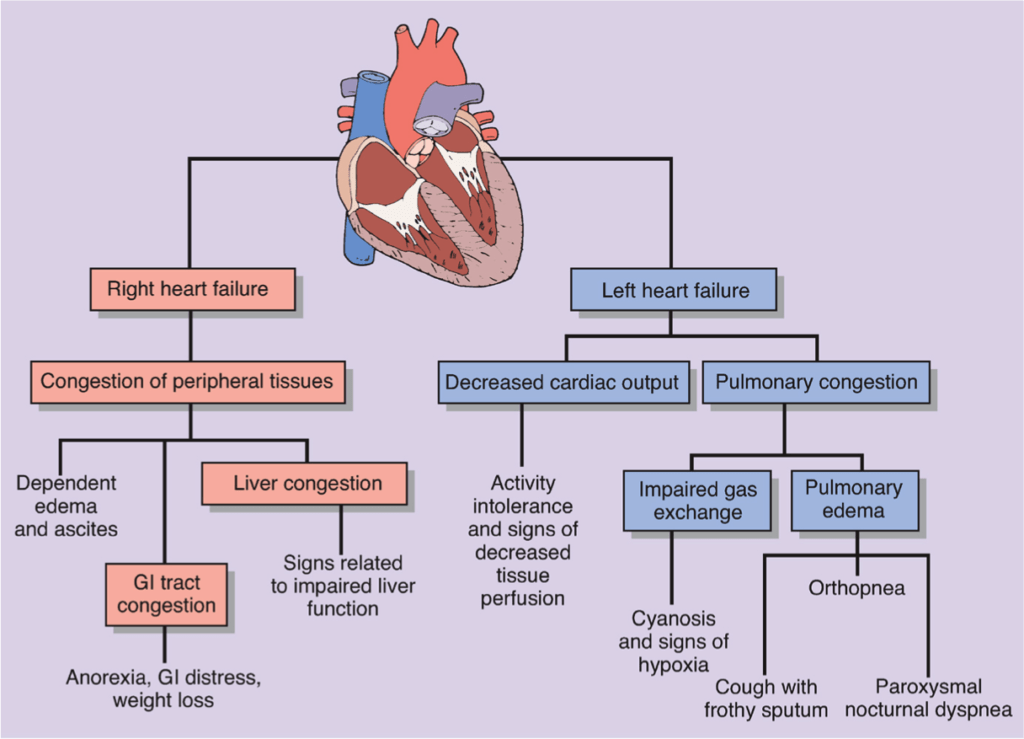 Right heart failure
Congestion of peripheral tissues
Dependent
edema
and ascites
Liver congestion
GI tract
congestion
Signs related
to impaired liver
function
Anorexia, GI distress,
weight loss
Left heart failure
Decreased cardiac output
Pulmonary congestion
Activity
intolerance
and signs of
decreased
tissue
perfusion
Impaired gas
exchange
Pulmonary
edema
Cyanosis
and signs of
hypoxia
Orthopnea
Cough with
frothy sputum
Paroxysmal
nocturnal dyspnea